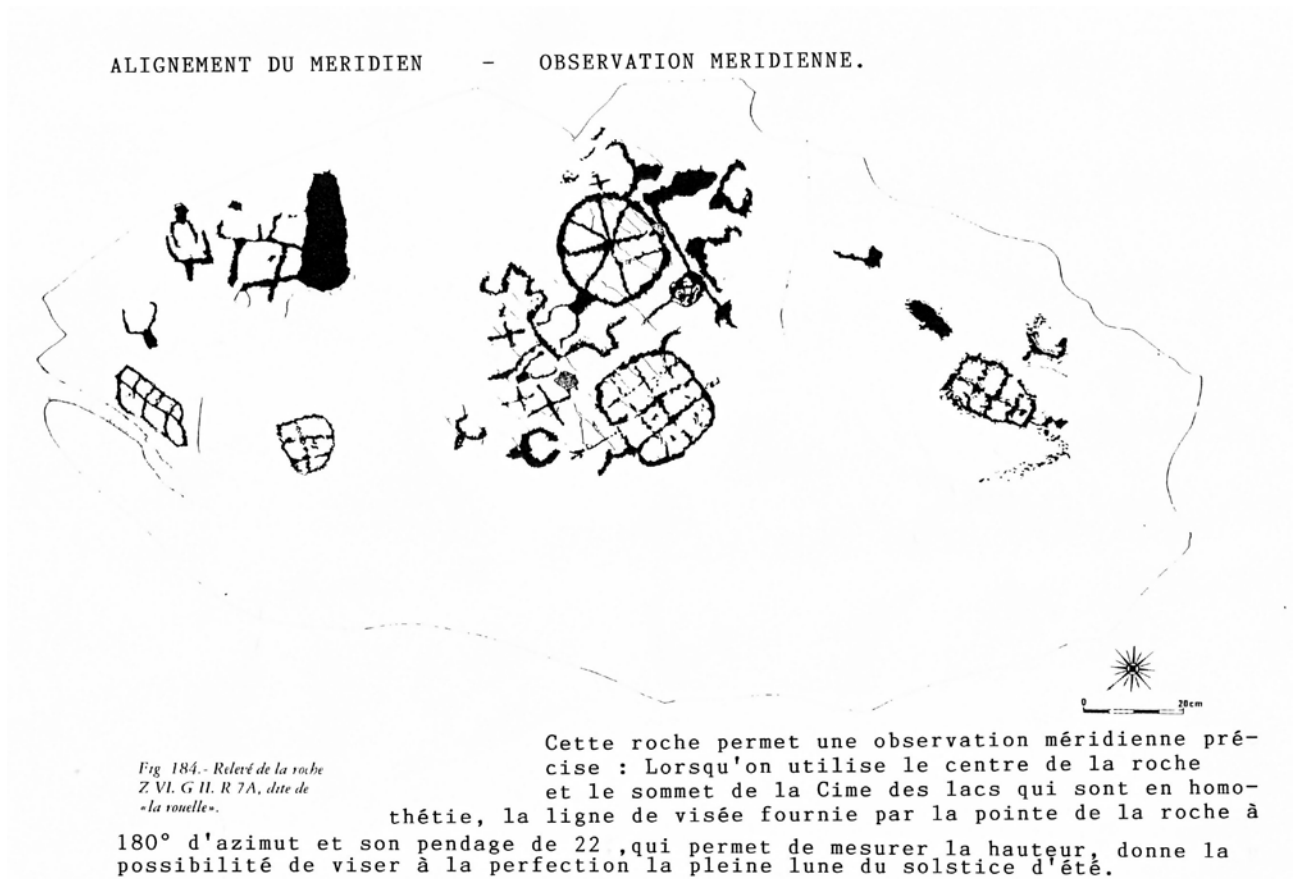 ALIGNEMENT DU MERIDIEN - OBSERVATION MERIDIENNE.
0 20cm
Fig 184.- Relevé de la roche
Z VI. G II. R 7A, dite de
«la rouelle».
Cette roche permet une observation méridienne pré-
cise : Lorsqu'on utilise le centre de la roche
et le sommet de la Cime des lacs qui sont en homo-
thétie, la ligne de visée fournie par la pointe de la roche à
180° d'azimut et son pendage de 22 ,qui permet de mesurer la hauteur, donne la
possibilité de viser à la perfection la pleine lune du solstice d'été.